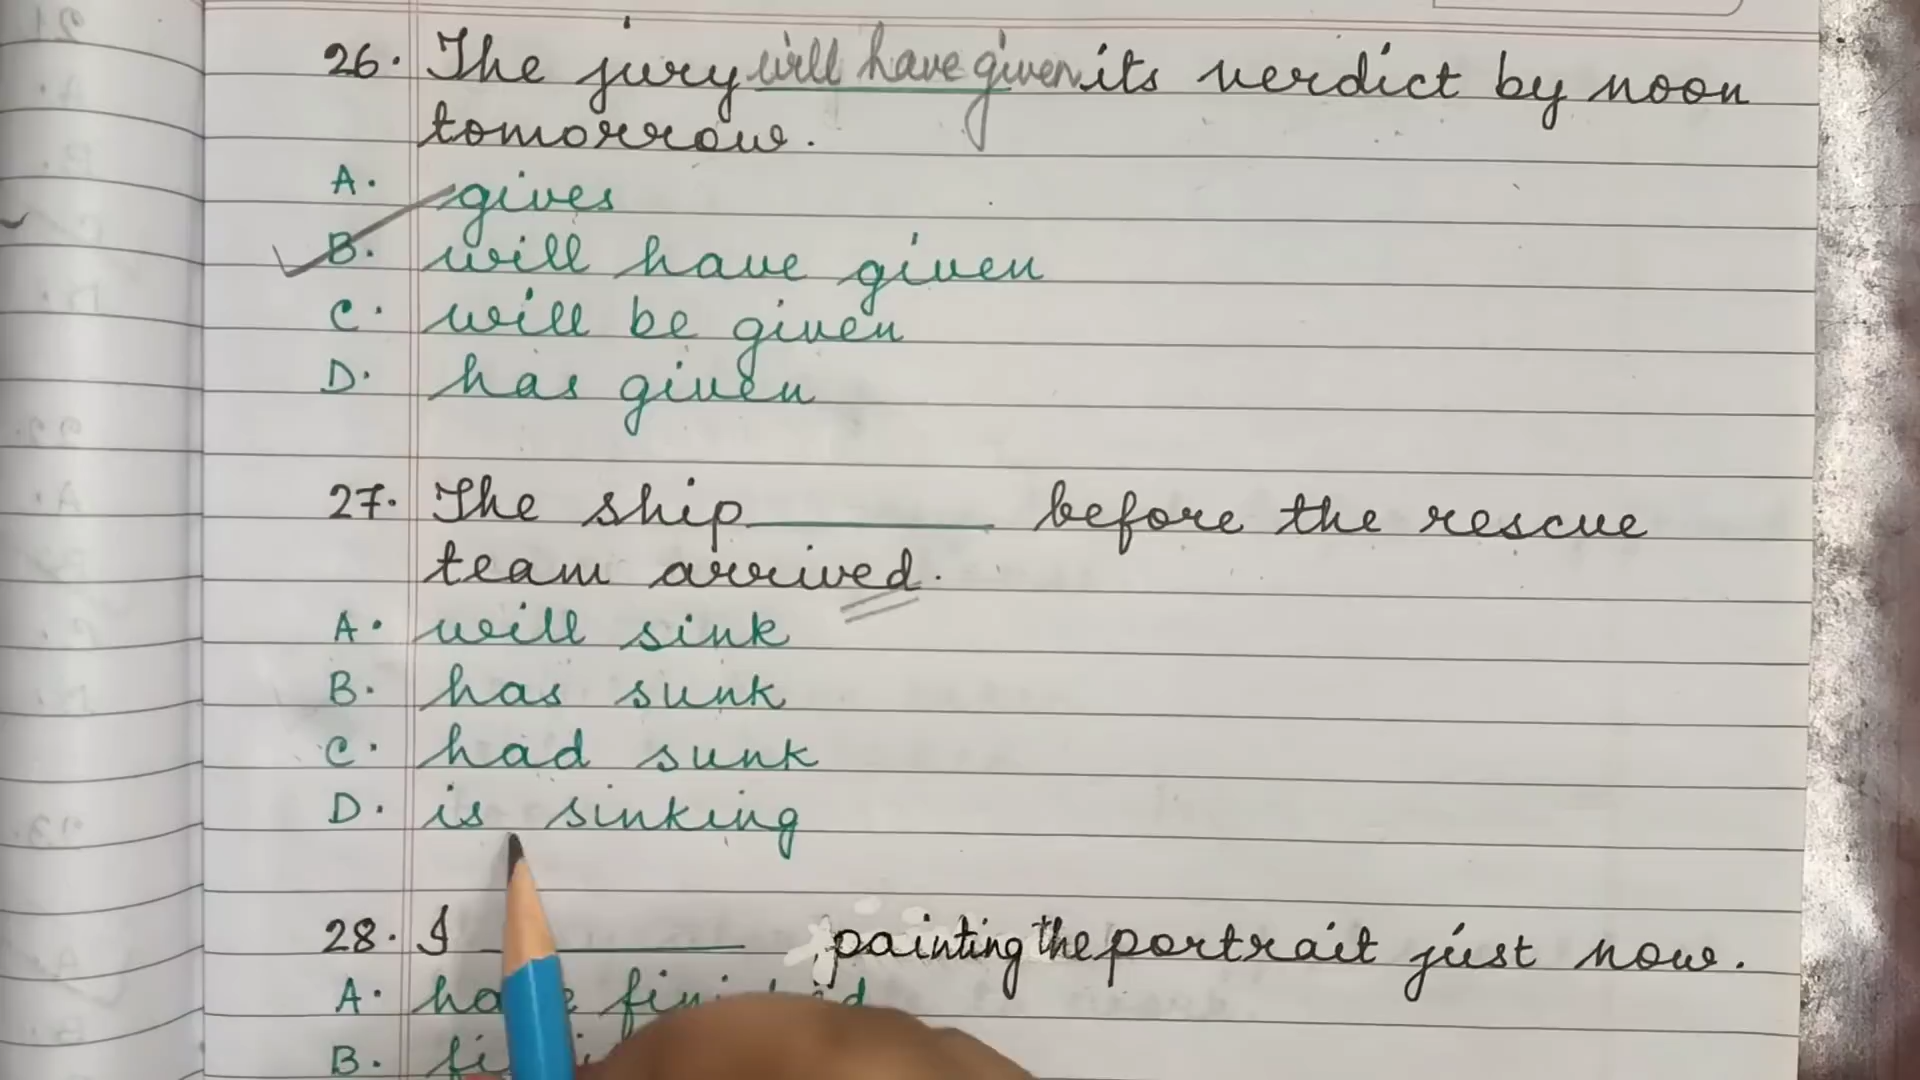 26. The jury will have given its verdict by noon
tomorrow.
A. gives
B. will have given
C. will be given
D. has given
27. The ship ________ before the rescue
team arrived.
A. will sink
B. has sunk
C. had sunk
D. is sinking
28. I ________ painting the portrait just now.
A.
B.